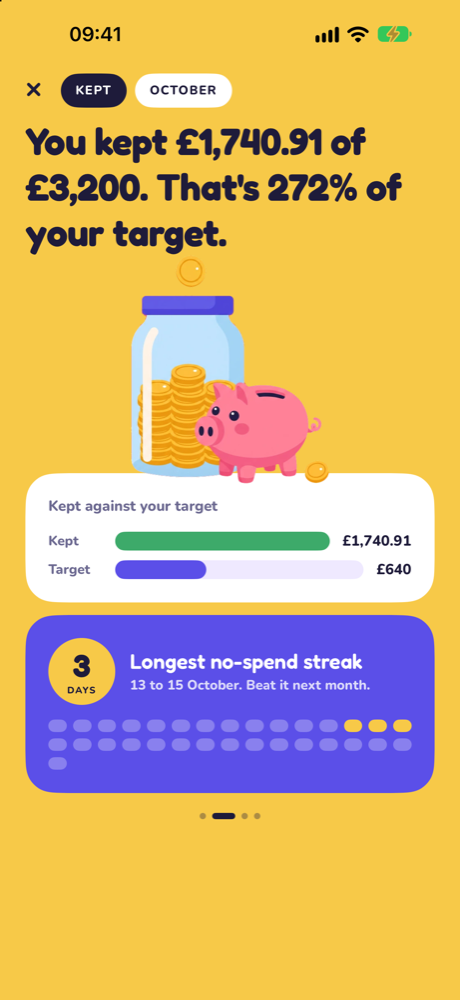 09:41
KEPT
OCTOBER
You kept £1,740.91 of
£3,200. That's 272% of
your target.
Kept against your target
Kept £1,740.91
Target £640
3
DAYS
Longest no-spend streak
13 to 15 October. Beat it next month.